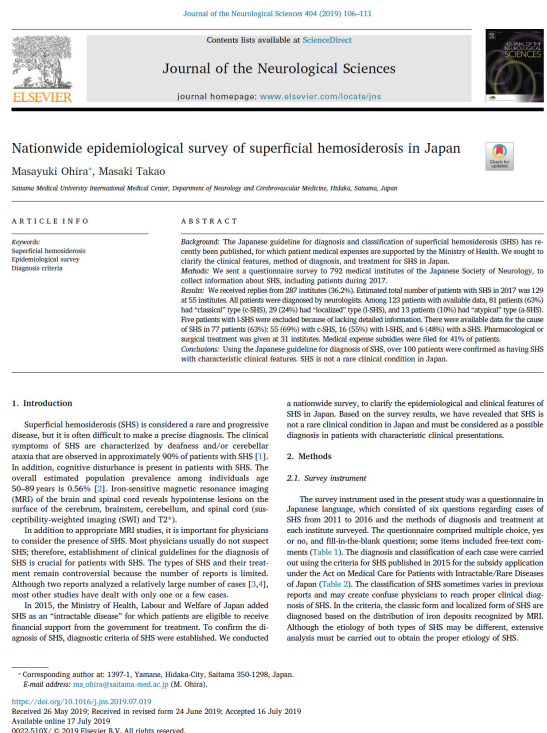 Journal of the Neurological Sciences 404 (2019) 106–111
Contents lists available at ScienceDirect
Journal of the Neurological Sciences
journal homepage: www.elsevier.com/locate/jns
ELSEVIER
JOURNAL OF THE
NEUROLOGICAL
SCIENCES
Nationwide epidemiological survey of superficial hemosiderosis in Japan
Check for
updates
Masayuki Ohira*, Masaki Takao
Saitama Medical University International Medical Center, Department of Neurology and Cerebrovascular Medicine, Hidaka, Saitama, Japan
ARTICLE INFO
Keywords:
Superficial hemosiderosis
Epidemiological survey
Diagnosis criteria
ABSTRACT
Background: The Japanese guideline for diagnosis and classification of superficial hemosiderosis (SHS) has re-
cently been published, for which patient medical expenses are supported by the Ministry of Health. We sought to
clarify the clinical features, method of diagnosis, and treatment for SHS in Japan.
Methods: We sent a questionnaire survey to 792 medical institutes of the Japanese Society of Neurology, to
collect information about SHS, including patients during 2017.
Results: We received replies from 287 institutes (36.2%). Estimated total number of patients with SHS in 2017 was 129
at 55 institutes. All patients were diagnosed by neurologists. Among 123 patients with available data, 81 patients (63%)
had "classical" type (c-SHS), 29 (24%) had "localized" type (l-SHS), and 13 patients (10%) had "atypical" type (a-SHS).
Five patients with l-SHS were excluded because of lacking detailed information. There were available data for the cause
of SHS in 77 patients (63%): 55 (69%) with c-SHS, 16 (55%) with l-SHS, and 6 (48%) with a-SHS. Pharmacological or
surgical treatment was given at 31 institutes. Medical expense subsidies were filed for 41% of patients.
Conclusions: Using the Japanese guideline for diagnosis of SHS, over 100 patients were confirmed as having SHS
with characteristic clinical features. SHS is not a rare clinical condition in Japan.
1. Introduction
Superficial hemosiderosis (SHS) is considered a rare and progressive
disease, but it is often difficult to make a precise diagnosis. The clinical
symptoms of SHS are characterized by deafness and/or cerebellar
ataxia that are observed in approximately 90% of patients with SHS [1].
In addition, cognitive disturbance is present in patients with SHS. The
overall estimated population prevalence among individuals age
50–89 years is 0.56% [2]. Iron-sensitive magnetic resonance imaging
(MRI) of the brain and spinal cord reveals hypointense lesions on the
surface of the cerebrum, brainstem, cerebellum, and spinal cord (sus-
ceptibility-weighted imaging (SWI) and T2*).
In addition to appropriate MRI studies, it is important for physicians
to consider the presence of SHS. Most physicians usually do not suspect
SHS; therefore, establishment of clinical guidelines for the diagnosis of
SHS is crucial for patients with SHS. The types of SHS and their treat-
ment remain controversial because the number of reports is limited.
Although two reports analyzed a relatively large number of cases [3,4],
most other studies have dealt with only one or a few cases.
In 2015, the Ministry of Health, Labour and Welfare of Japan added
SHS as an "intractable disease" for which patients are eligible to receive
financial support from the government for treatment. To confirm the di-
agnosis of SHS, diagnostic criteria of SHS were established. We conducted
a nationwide survey, to clarify the epidemiological and clinical features of
SHS in Japan. Based on the survey results, we have revealed that SHS is
not a rare clinical condition in Japan and must be considered as a possible
diagnosis in patients with characteristic clinical presentations.
2. Methods
2.1. Survey instrument
The survey instrument used in the present study was a questionnaire in
Japanese language, which consisted of six questions regarding cases of
SHS from 2011 to 2016 and the methods of diagnosis and treatment at
each institute surveyed. The questionnaire comprised multiple choice, yes
or no, and fill-in-the-blank questions; some items included free-text com-
ments (Table 1). The diagnosis and classification of each case were carried
out using the criteria for SHS published in 2015 for the subsidy application
under the Act on Medical Care for Patients with Intractable/Rare Diseases
of Japan (Table 2). The classification of SHS sometimes varies in previous
reports and may create confuse physicians to reach proper clinical diag-
nosis of SHS. In the criteria, the classic form and localized form of SHS are
diagnosed based on the distribution of iron deposits recognized by MRI.
Although the etiology of both types of SHS may be different, extensive
analysis must be carried out to obtain the proper etiology of SHS.
* Corresponding author at: 1397-1, Yamane, Hidaka-City, Saitama 350-1298, Japan.
E-mail address: ma_ohira@saitama-med.ac.jp (M. Ohira).
https://doi.org/10.1016/j.jns.2019.07.019
Received 26 May 2019; Received in revised form 24 June 2019; Accepted 16 July 2019
Available online 17 July 2019
0022-510X/ © 2019 Elsevier B.V. All rights reserved.